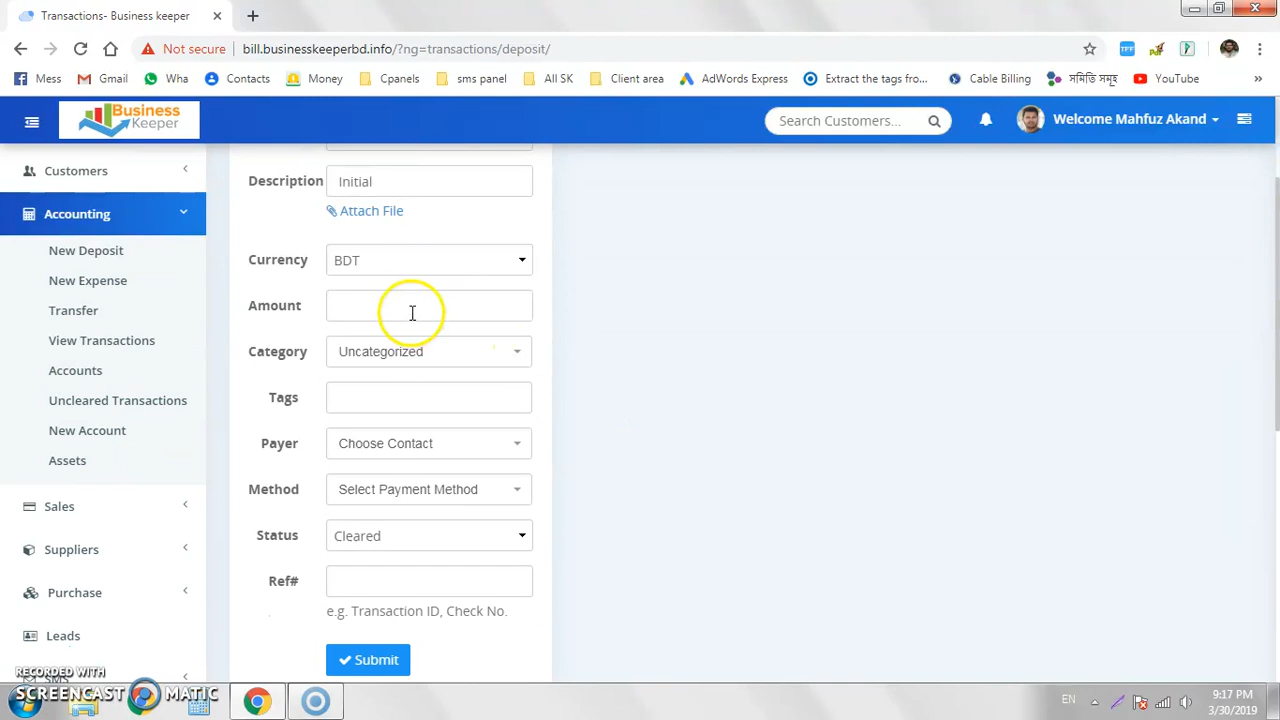 Transactions- Business keeper
Not secure bill.businesskeeperbd.info/?ng=transactions/deposit/
TFF
Mess Gmail Wha Contacts Money Cpanels sms panel All SK Client area AdWords Express Extract the tags from... Cable Billing সমিতি সমূহ YouTube »
Business Keeper
Search Customers...
Welcome Mahfuz Akand
Customers
Accounting
New Deposit
New Expense
Transfer
View Transactions
Accounts
Uncleared Transactions
New Account
Assets
Sales
Suppliers
Purchase
Leads
SMS
Description Initial
Attach File
Currency BDT
Amount
Category Uncategorized
Tags
Payer Choose Contact
Method Select Payment Method
Status Cleared
Ref#
e.g. Transaction ID, Check No.
Submit
RECORDED WITH
SCREENCAST MATIC
EN
9:17 PM
3/30/2019